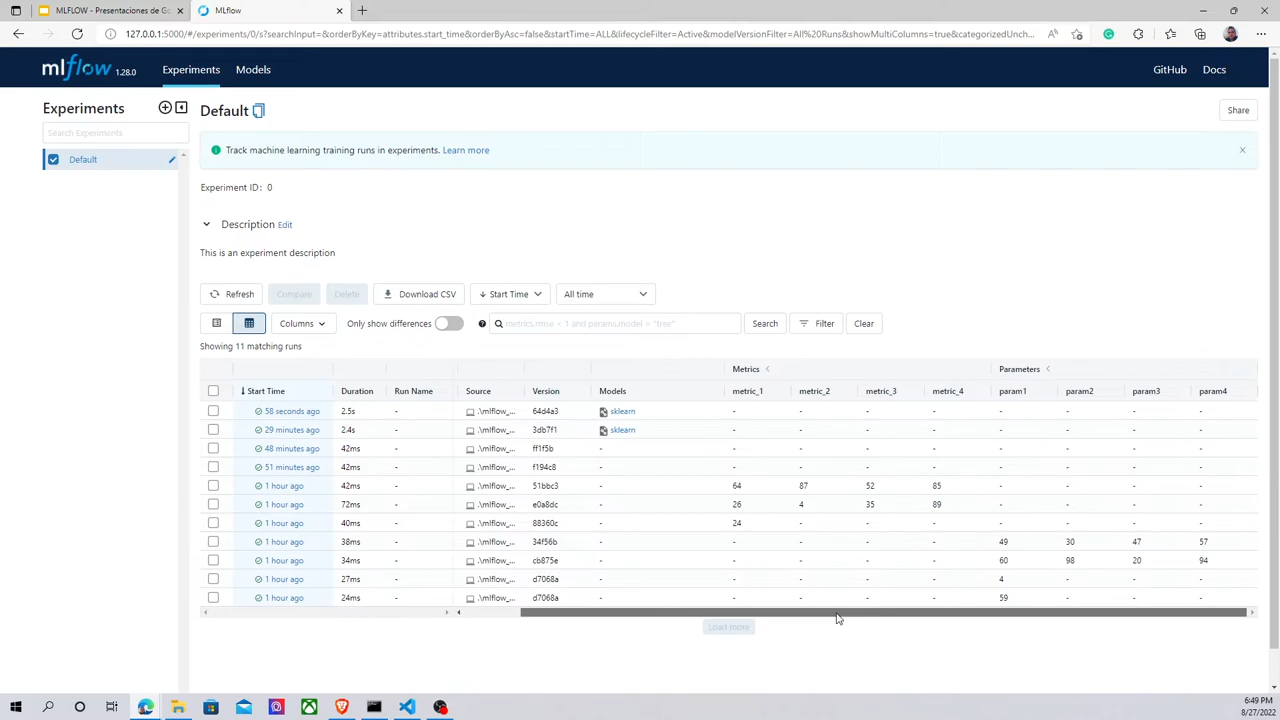 MLFLOW - Presentaciones de Go
MLflow
127.0.0.1:5000/#/experiments/0/s?searchInput=&orderByKey=attributes.start_time&orderByAsc=false&startTime=ALL&lifecycleFilter=Active&modelVersionFilter=All%20Runs&showMultiColumns=true&categorizedUnch...
mlflow 1.28.0 Experiments Models GitHub Docs
Experiments
Search Experiments
Default
Default
Share
Track machine learning training runs in experiments. Learn more
Experiment ID: 0
Description Edit
This is an experiment description
Refresh Compare Delete Download CSV Start Time All time
Columns Only show differences metrics.rmse < 1 and params.model = "tree" Search Filter Clear
Showing 11 matching runs
Metrics Parameters
Start Time Duration Run Name Source Version Models metric_1 metric_2 metric_3 metric_4 param1 param2 param3 param4
58 seconds ago 2.5s - .\mlflow_... 64d4a3 sklearn - - - - - - - -
29 minutes ago 2.4s - .\mlflow_... 3db7f1 sklearn - - - - - - - -
48 minutes ago 42ms - .\mlflow_... ff1f5b - - - - - - - - -
51 minutes ago 42ms - .\mlflow_... f194c8 - - - - - - - - -
1 hour ago 42ms - .\mlflow_... 51bbc3 - 64 87 52 85 - - - -
1 hour ago 72ms - .\mlflow_... e0a8dc - 26 4 35 89 - - - -
1 hour ago 40ms - .\mlflow_... 88360c - 24 - - - - - - -
1 hour ago 38ms - .\mlflow_... 34f56b - - - - - 49 30 47 57
1 hour ago 34ms - .\mlflow_... cb875e - - - - - 60 98 20 94
1 hour ago 27ms - .\mlflow_... d7068a - - - - - 4 - - -
1 hour ago 24ms - .\mlflow_... d7068a - - - - - 59 - - -
Load more
6:49 PM
8/27/2022